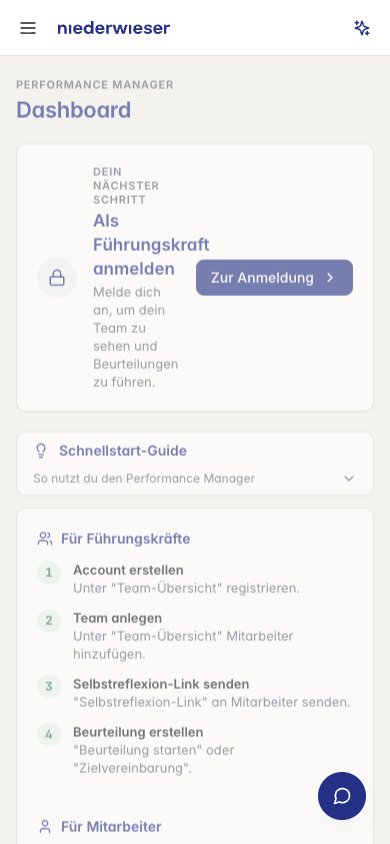 niederwieser
PERFORMANCE MANAGER
Dashboard
DEIN
NÄCHSTER
SCHRITT
Als
Führungskraft
anmelden
Melde dich
an, um dein
Team zu
sehen und
Beurteilungen
zu führen.
Zur Anmeldung
Schnellstart-Guide
So nutzt du den Performance Manager
Für Führungskräfte
1 Account erstellen
Unter "Team-Übersicht" registrieren.
2 Team anlegen
Unter "Team-Übersicht" Mitarbeiter
hinzufügen.
3 Selbstreflexion-Link senden
"Selbstreflexion-Link" an Mitarbeiter senden.
4 Beurteilung erstellen
"Beurteilung starten" oder
"Zielvereinbarung".
Für Mitarbeiter